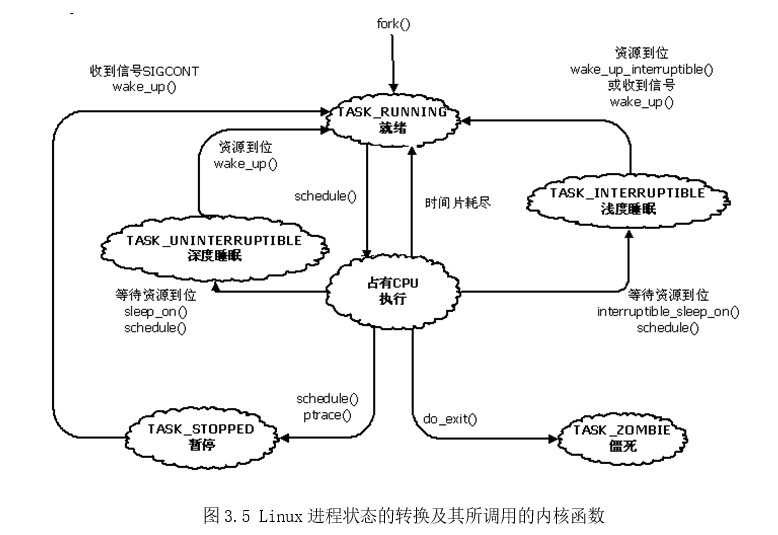 fork()
收到信号SIGCONT
wake_up()
资源到位
wake_up_interruptible()
或收到信号
wake_up()
TASK_RUNNING
就绪
资源到位
wake_up()
schedule()
时间片耗尽
TASK_INTERRUPTIBLE
浅度睡眠
TASK_UNINTERRUPTIBLE
深度睡眠
占有CPU
执行
等待资源到位
sleep_on()
schedule()
等待资源到位
interruptible_sleep_on()
schedule()
schedule()
ptrace()
do_exit()
TASK_STOPPED
暂停
TASK_ZOMBIE
僵死
图 3.5 Linux 进程状态的转换及其所调用的内核函数